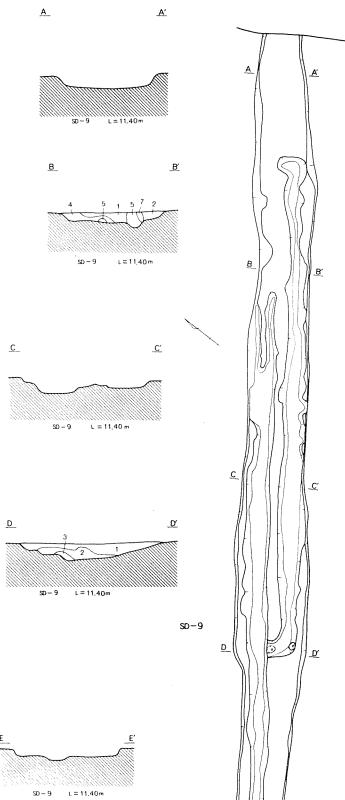 A A′
SD-9 L=11,40m
B B′
4 5 1 5 7 2
SD-9 L=11,40m
C C′
SD-9 L=11,40m
D D′
3
2 1
SD-9 L=11,40m
E E′
SD-9 L=11,40m
A A′
B B′
C C′
SD-9
D D′